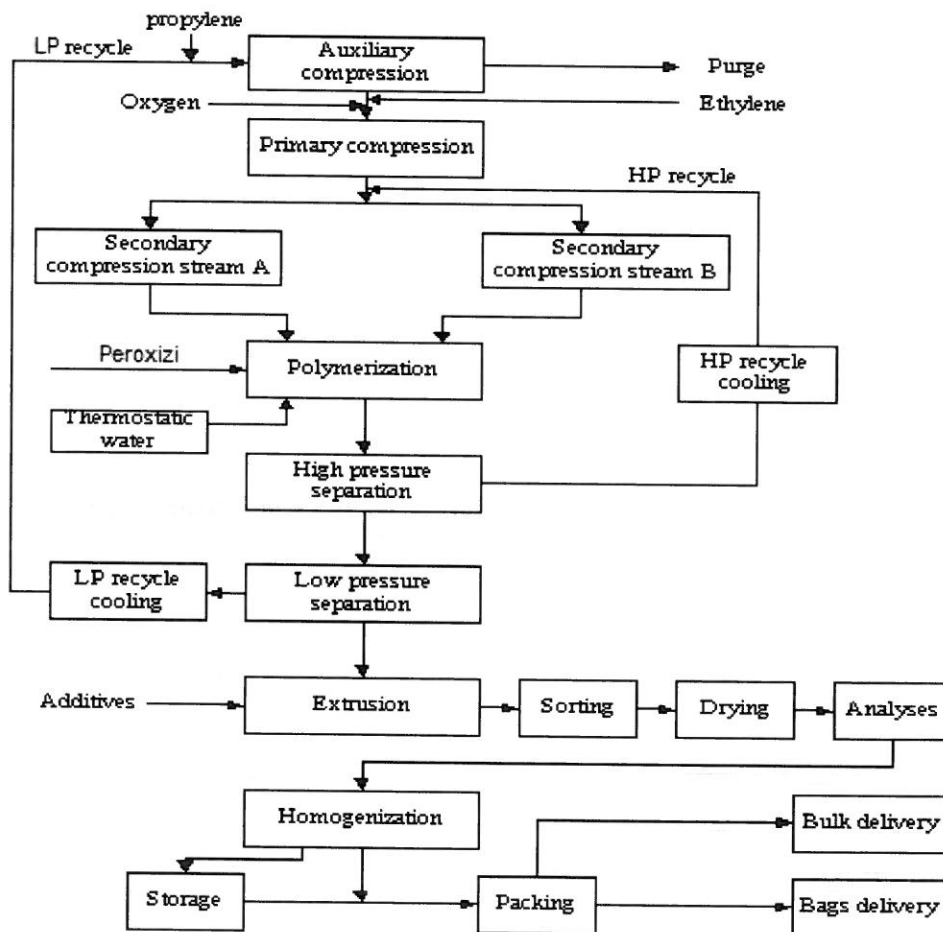 propylene
LP recycle
Auxiliary
compression
Purge
Oxygen
Ethylene
Primary compression
HP recycle
Secondary
compression stream A
Secondary
compression stream B
Peroxizi
Polymerization
HP recycle
cooling
Thermostatic
water
High pressure
separation
LP recycle
cooling
Low pressure
separation
Additives
Extrusion
Sorting
Drying
Analyses
Homogenization
Bulk delivery
Storage
Packing
Bags delivery